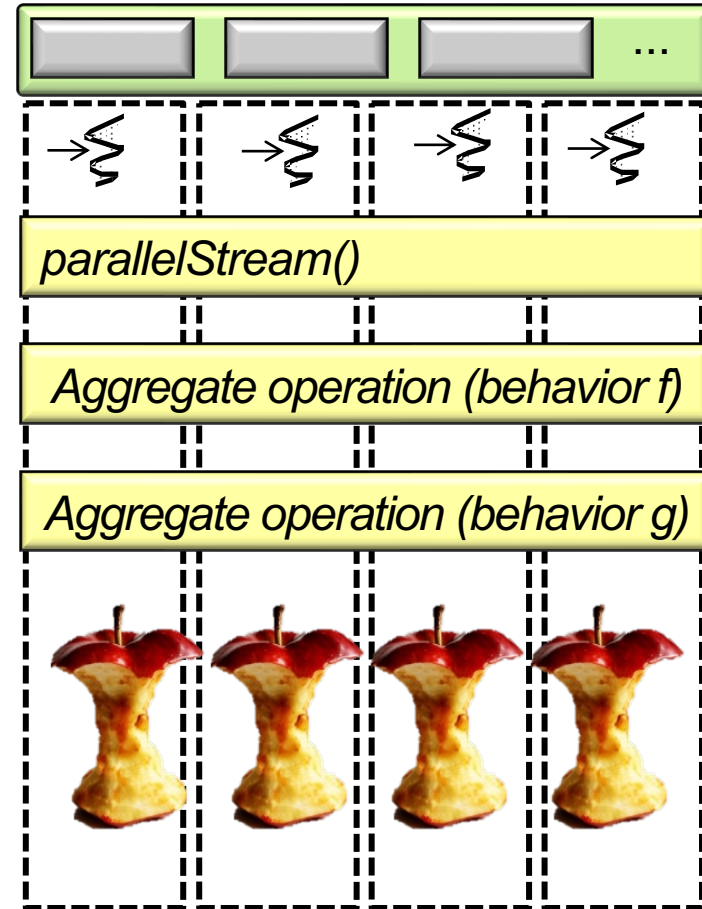 ...
parallelStream()
Aggregate operation (behavior f)
Aggregate operation (behavior g)